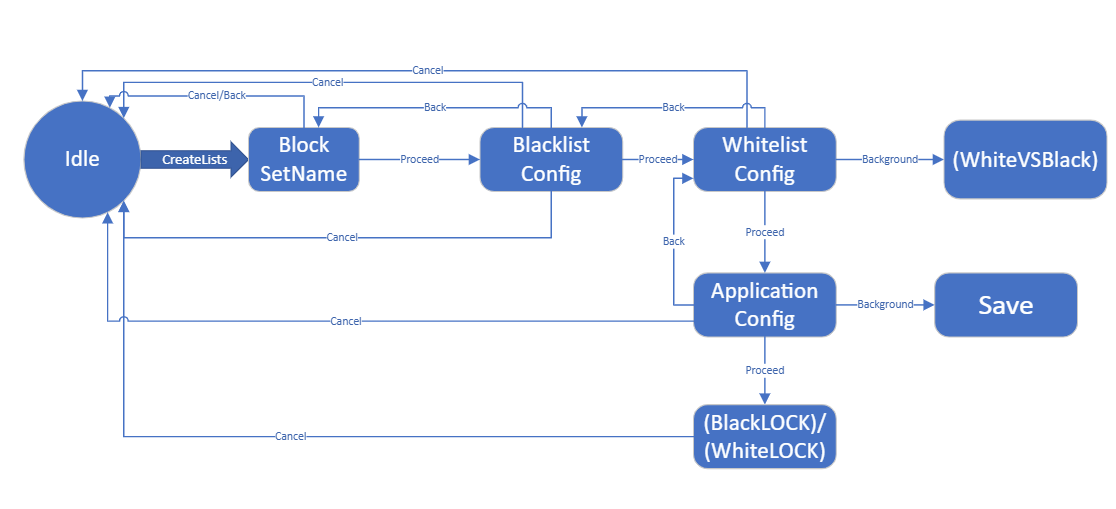 Cancel
Cancel
Cancel/Back
Back
Back
Idle
CreateLists
Block
SetName
Proceed
Blacklist
Config
Proceed
Whitelist
Config
Background
(WhiteVSBlack)
Cancel
Back
Proceed
Application
Config
Background
Save
Cancel
Proceed
(BlackLOCK)/
(WhiteLOCK)
Cancel